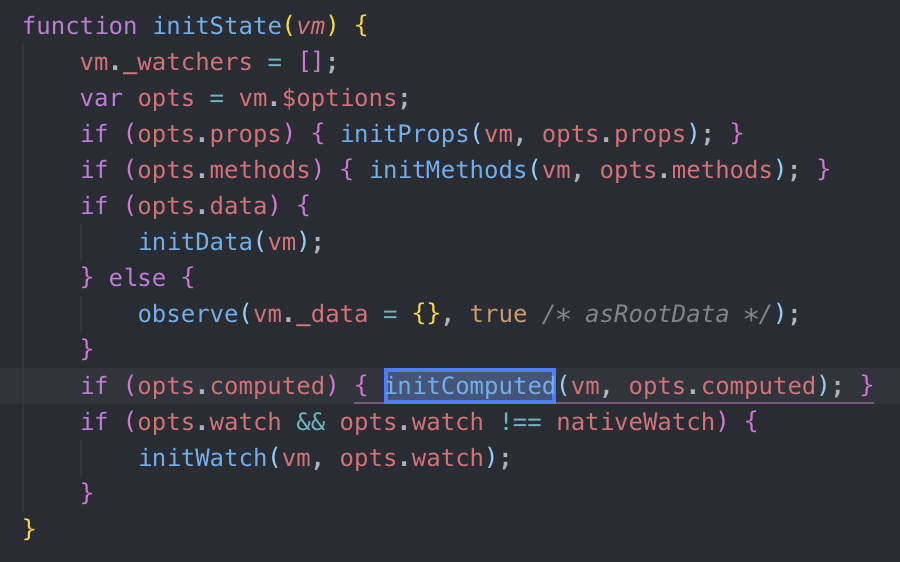 function initState(vm) {
    vm._watchers = [];
    var opts = vm.$options;
    if (opts.props) { initProps(vm, opts.props); }
    if (opts.methods) { initMethods(vm, opts.methods); }
    if (opts.data) {
        initData(vm);
    } else {
        observe(vm._data = {}, true /* asRootData */);
    }
    if (opts.computed) { initComputed(vm, opts.computed); }
    if (opts.watch && opts.watch !== nativeWatch) {
        initWatch(vm, opts.watch);
    }
}